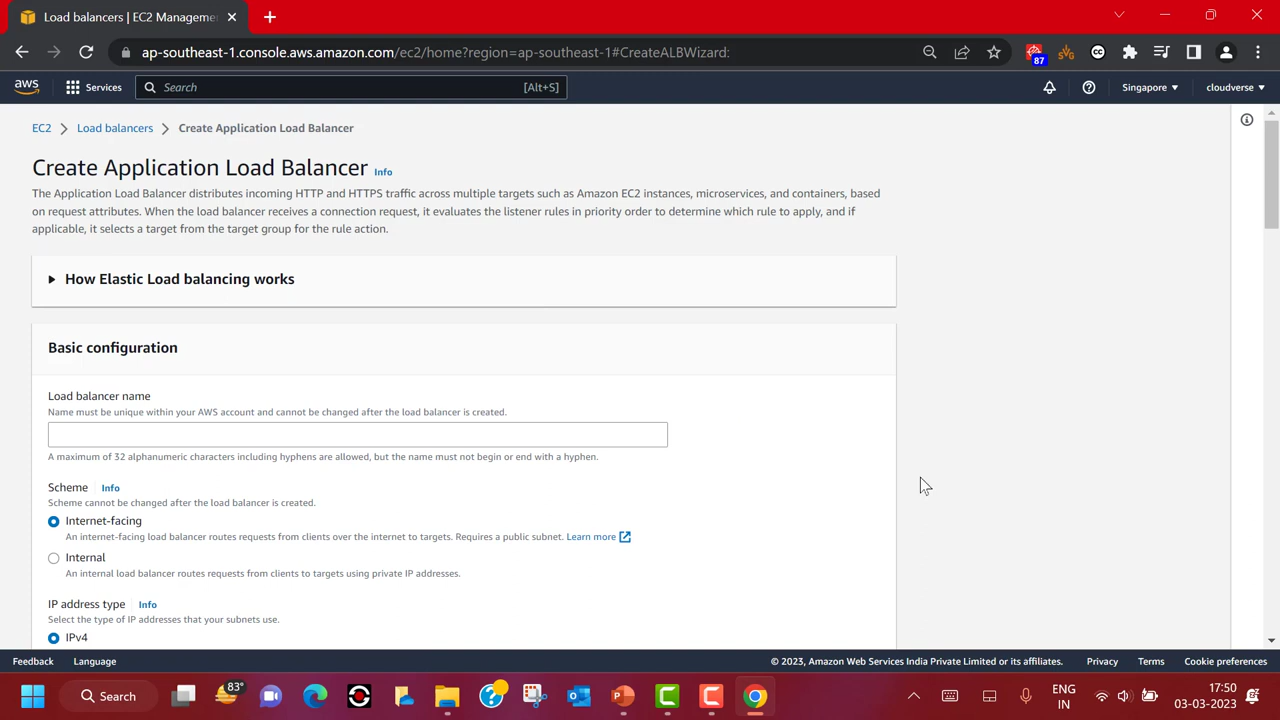 Load balancers | EC2 Managemen
ap-southeast-1.console.aws.amazon.com/ec2/home?region=ap-southeast-1#CreateALBWizard:
87
SVG
CC
aws
Services
Search
[Alt+S]
Singapore
cloudverse
EC2
Load balancers
Create Application Load Balancer
Create Application Load Balancer Info
The Application Load Balancer distributes incoming HTTP and HTTPS traffic across multiple targets such as Amazon EC2 instances, microservices, and containers, based
on request attributes. When the load balancer receives a connection request, it evaluates the listener rules in priority order to determine which rule to apply, and if
applicable, it selects a target from the target group for the rule action.
How Elastic Load balancing works
Basic configuration
Load balancer name
Name must be unique within your AWS account and cannot be changed after the load balancer is created.
A maximum of 32 alphanumeric characters including hyphens are allowed, but the name must not begin or end with a hyphen.
Scheme Info
Scheme cannot be changed after the load balancer is created.
Internet-facing
An internet-facing load balancer routes requests from clients over the internet to targets. Requires a public subnet. Learn more
Internal
An internal load balancer routes requests from clients to targets using private IP addresses.
IP address type Info
Select the type of IP addresses that your subnets use.
IPv4
Feedback
Language
© 2023, Amazon Web Services India Private Limited or its affiliates.
Privacy
Terms
Cookie preferences
Search
83°
ENG
IN
17:50
03-03-2023